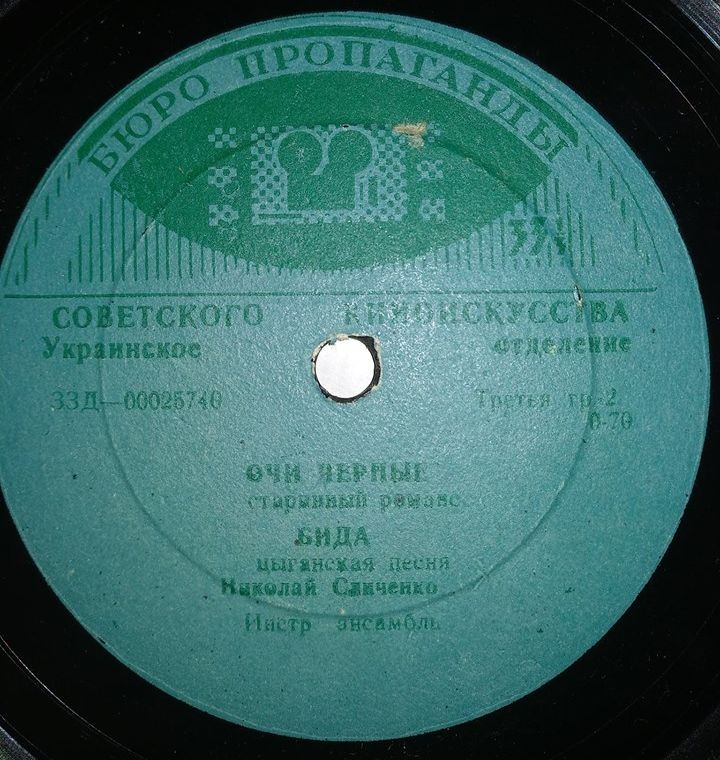 БЮРО ПРОПАГАНДЫ
33⅓
СОВЕТСКОГО КИНОИСКУССТВА
Украинское отделение
33Д—00025740 Третья гр.-2.
0-70
ОЧИ ЧЕРНЫЕ
старинный романс
БИДА
цыганская песня
Николай Сличенко
Инстр ансамбль